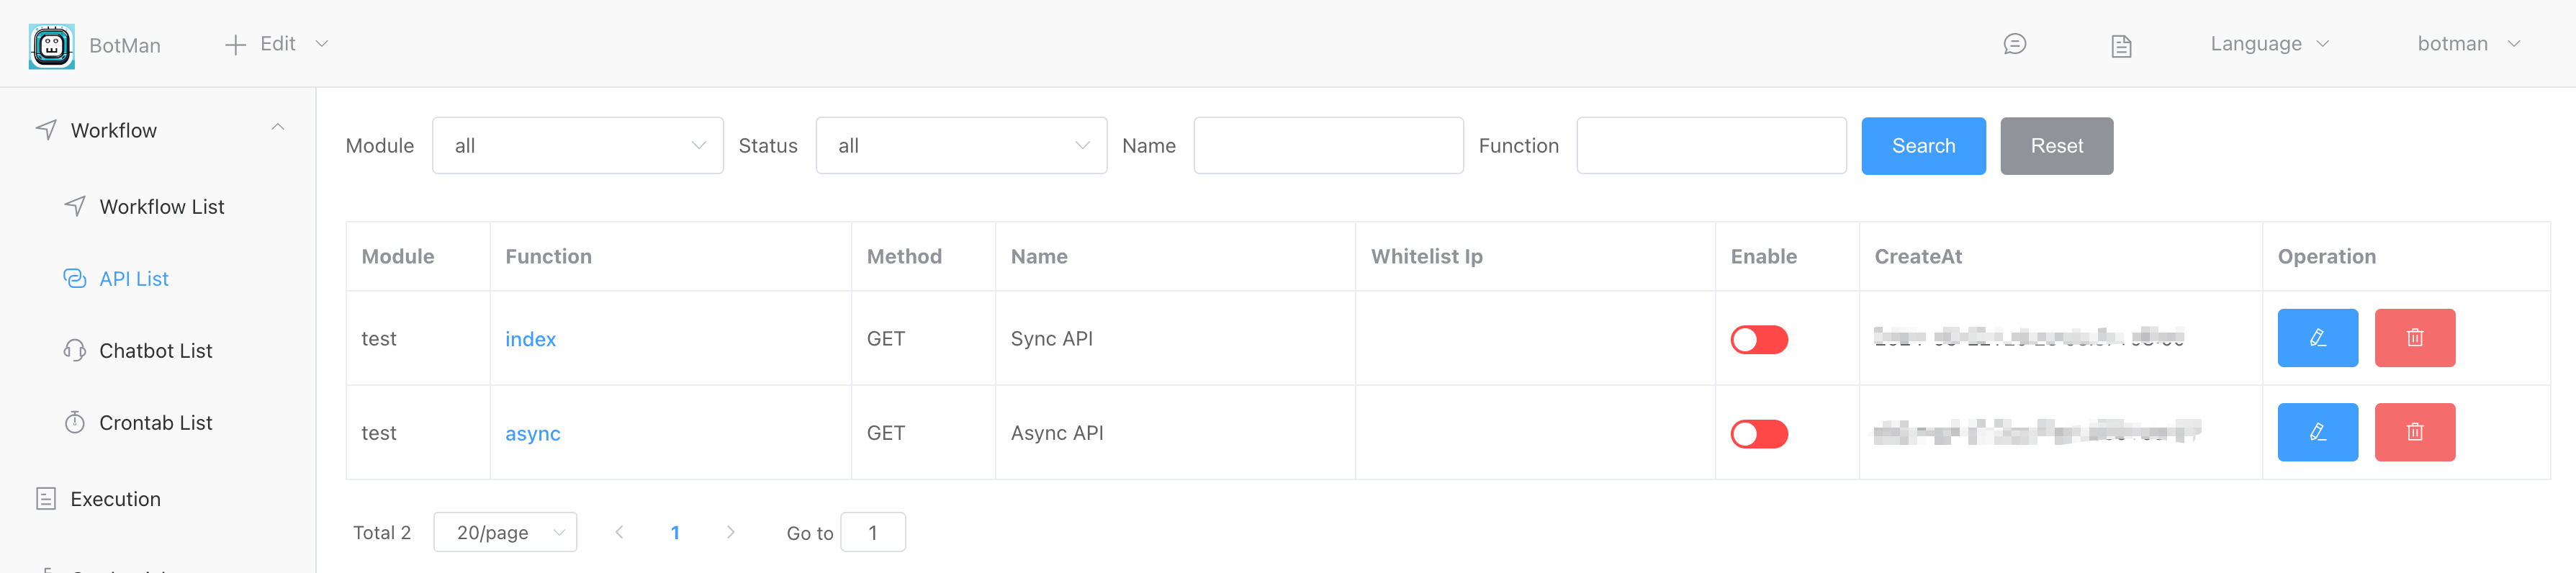 BotMan
Edit
Language
botman
Workflow
Workflow List
API List
Chatbot List
Crontab List
Execution
Module all Status all Name Function Search Reset
Module Function Method Name Whitelist Ip Enable CreateAt Operation
test index GET Sync API
test async GET Async API
Total 2 20/page 1 Go to 1